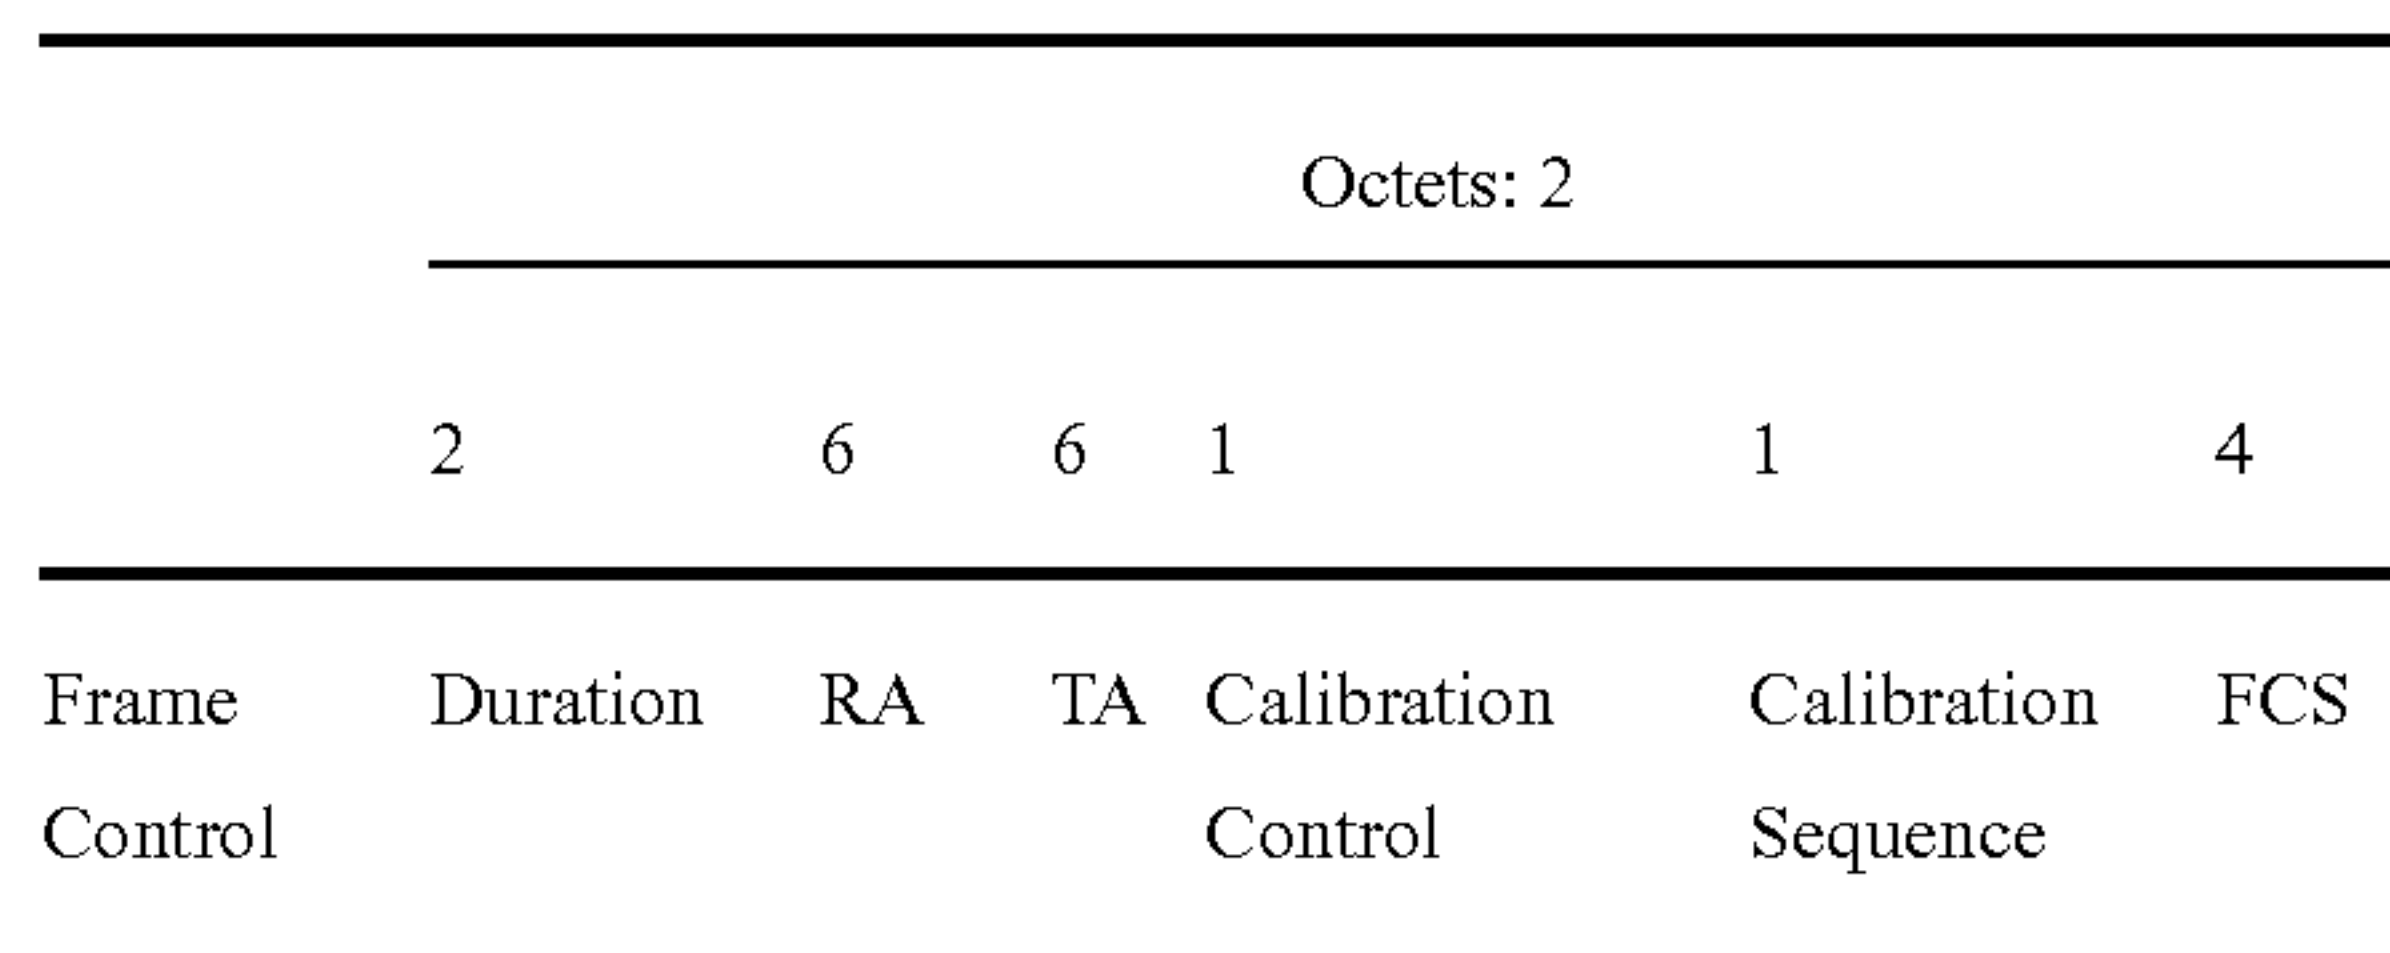 Octets: 2
2 6 6 1 1 4
Frame Duration RA TA Calibration Calibration FCS
Control Control Sequence